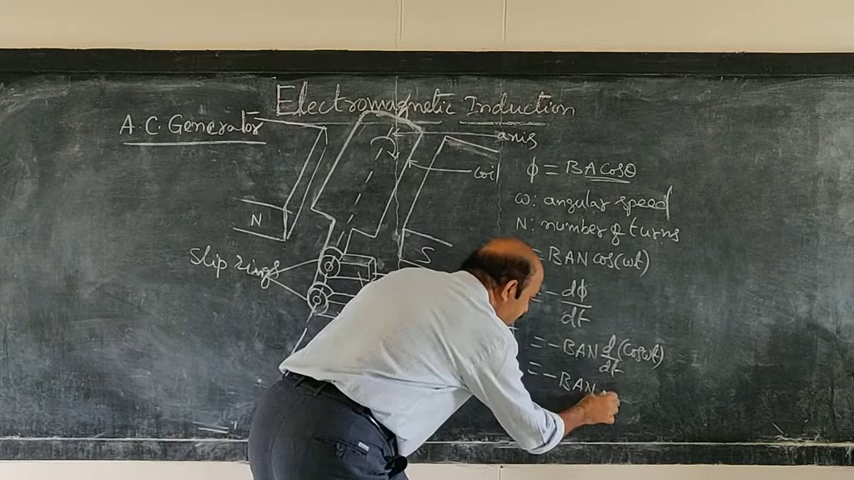 Electromagnetic Induction
A.C. Generator
axis
coil
N
S
Slip rings
ϕ = BA cosθ
ω: angular speed
N: number of turns
= BAN cos(ωt)
- dϕ/dt
= - BAN d/dt (cosωt)
= - BAN